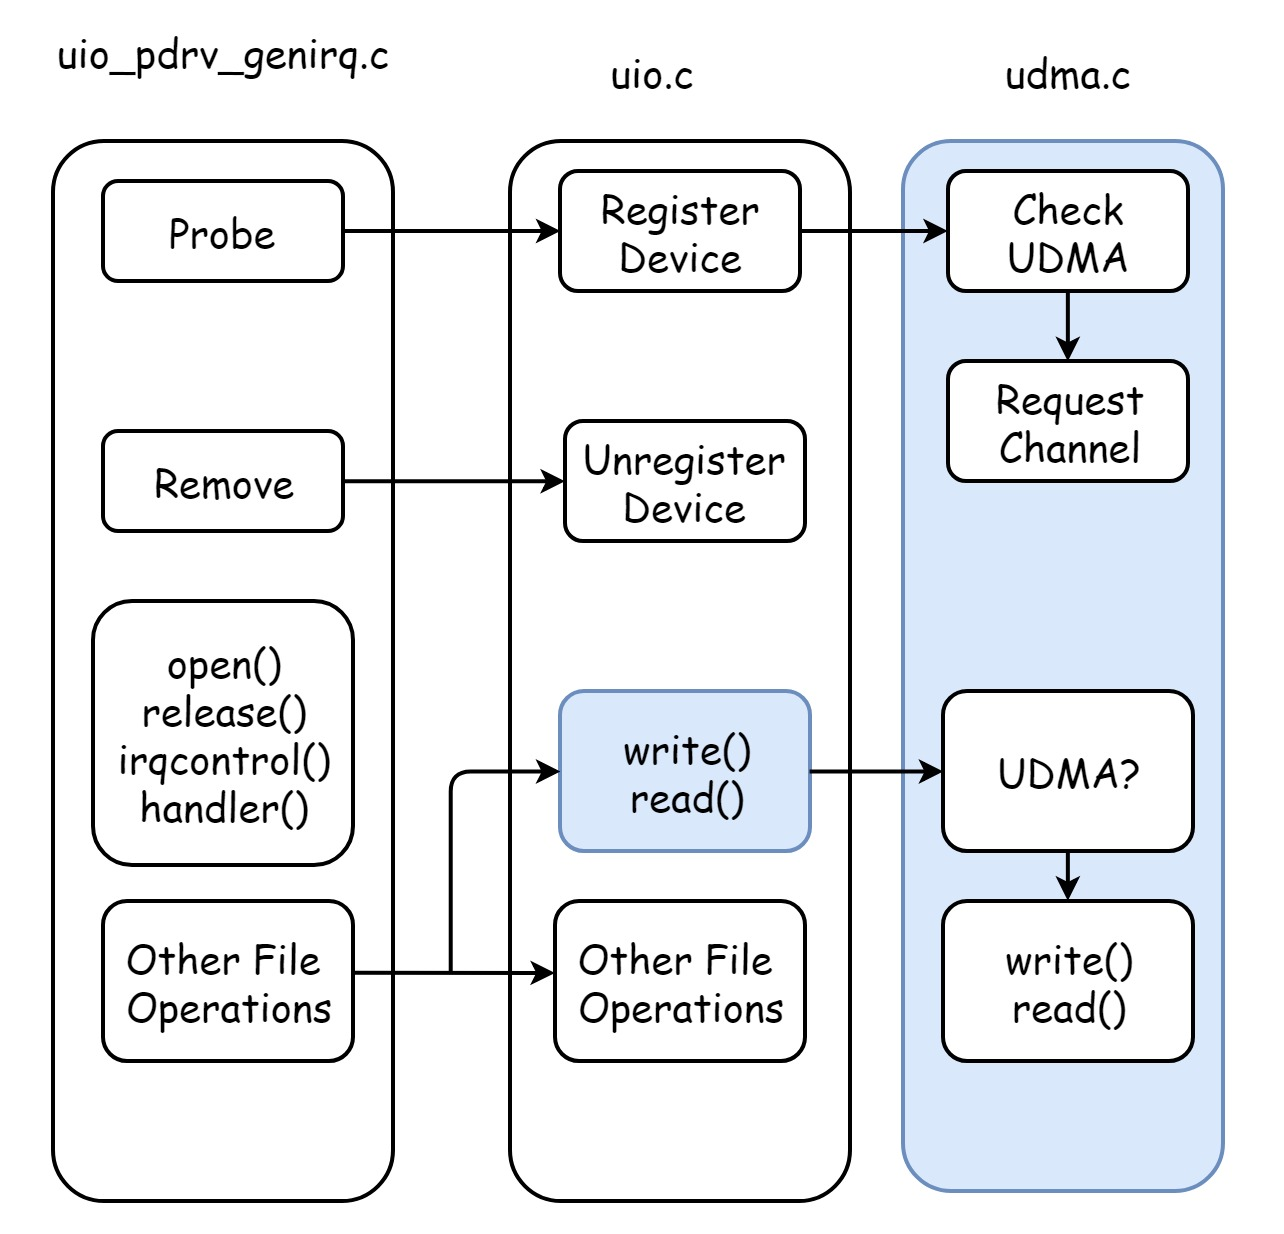 uio_pdrv_genirq.c
uio.c
udma.c
Probe
Register
Device
Check
UDMA
Request
Channel
Remove
Unregister
Device
open()
release()
irqcontrol()
handler()
write()
read()
UDMA?
Other File
Operations
Other File
Operations
write()
read()